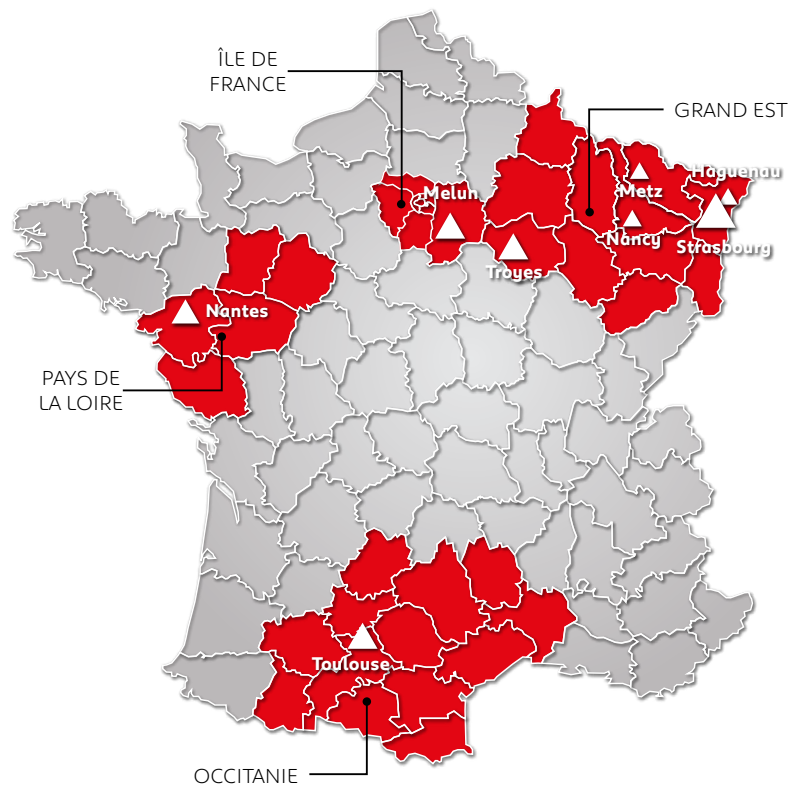 ÎLE DE
FRANCE
GRAND EST
Haguenau
Metz
Melun
Nancy
Strasbourg
Troyes
Nantes
PAYS DE
LA LOIRE
Toulouse
OCCITANIE